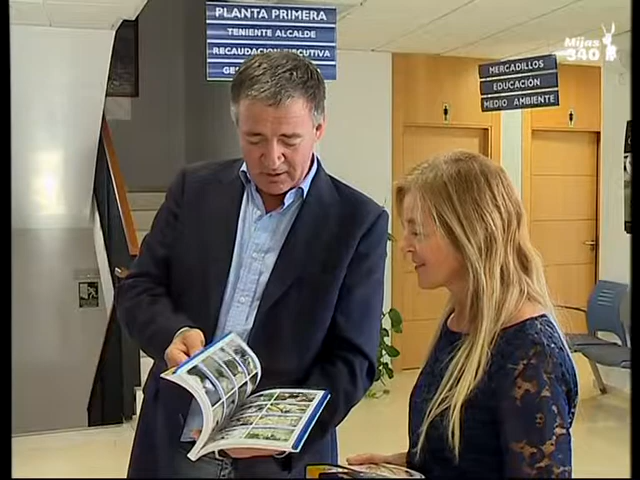 PLANTA PRIMERA
TENIENTE ALCALDE
RECAUDACIÓN EJECUTIVA
MERCADILLOS
EDUCACIÓN
MEDIO AMBIENTE
Mijas
340